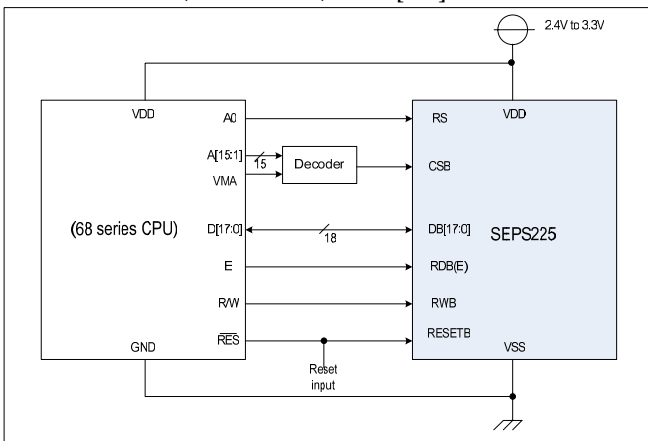 2.4V to 3.3V
VDD
A0
A[15:1]
15
VMA
Decoder
(68 series CPU)
D[17:0]
18
E
R/W
RES
GND
Reset
input
VDD
RS
CSB
DB[17:0]
SEPS225
RDB(E)
RWB
RESETB
VSS